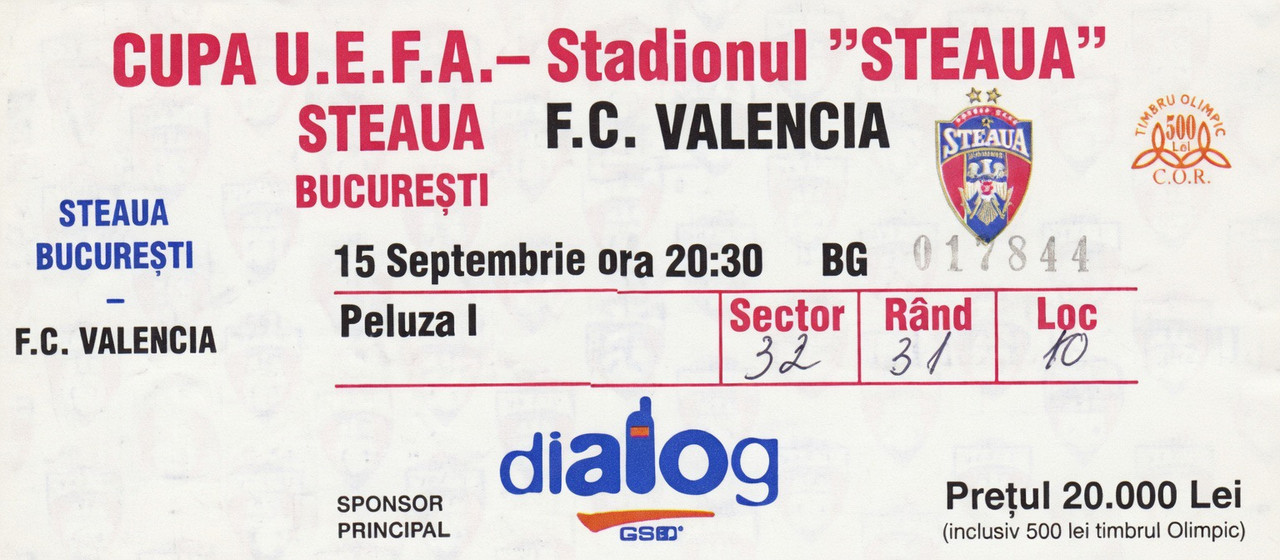 CUPA U.E.F.A.– Stadionul ”STEAUA”
STEAUA F.C. VALENCIA
BUCUREȘTI
STEAUA
TIMBRU OLIMPIC
500
Lei
C.O.R.
STEAUA
BUCUREȘTI
–
F.C. VALENCIA
15 Septembrie ora 20:30 BG 017844
Peluza I Sector Rând Loc
32 31 10
dialog
GSM
SPONSOR
PRINCIPAL
Prețul 20.000 Lei
(inclusiv 500 lei timbrul Olimpic)